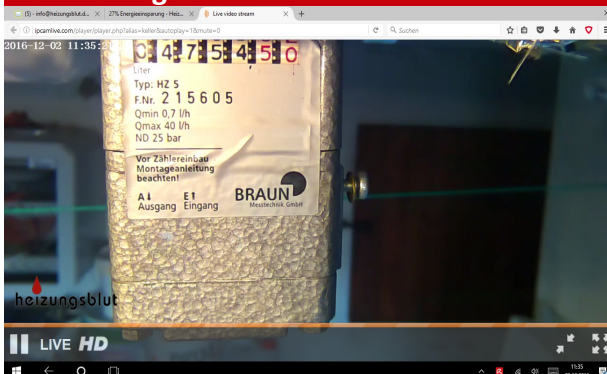 (5) - info@heizungsblut.d...
27% Energieeinsparung - Heiz...
Live video stream
ipcamlive.com/player/player.php?alias=keller&autoplay=1&mute=0
Suchen
2016-12-02 11:35:2
0 4 7 5 4 5 0
Liter
Typ: HZ 5
F.Nr. 215605
Qmin 0,7 l/h
Qmax 40 l/h
ND 25 bar
Vor Zählereinbau
Montageanleitung
beachten!
A↓ E↑
Ausgang Eingang
BRAUN
Messtechnik GmbH
heizungsblut
LIVE HD
11:35